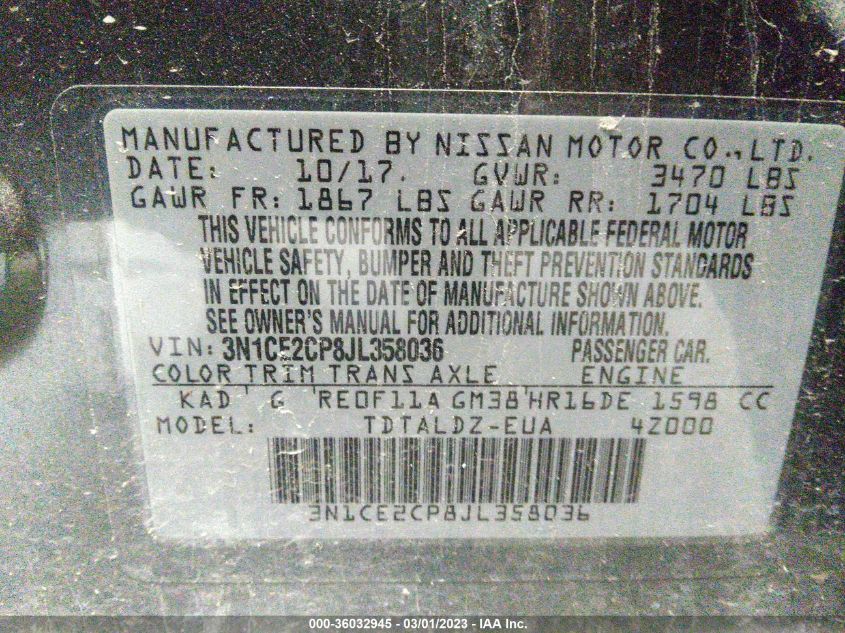 MANUFACTURED BY NISSAN MOTOR CO., LTD.
DATE: 10/17. GVWR: 3470 LBS
GAWR FR: 1867 LBS GAWR RR: 1704 LBS
THIS VEHICLE CONFORMS TO ALL APPLICABLE FEDERAL MOTOR
VEHICLE SAFETY, BUMPER AND THEFT PREVENTION STANDARDS
IN EFFECT ON THE DATE OF MANUFACTURE SHOWN ABOVE.
SEE OWNER'S MANUAL FOR ADDITIONAL INFORMATION.
VIN: 3N1CE2CP8JL358036 PASSENGER CAR.
COLOR TRIM TRANS AXLE ENGINE
KAD G RE0F11A GM38 HR16DE 1598 CC
MODEL: TDTALDZ-EUA 4Z000
3N1CE2CP8JL358036
000-36032945 - 03/01/2023 - IAA Inc.